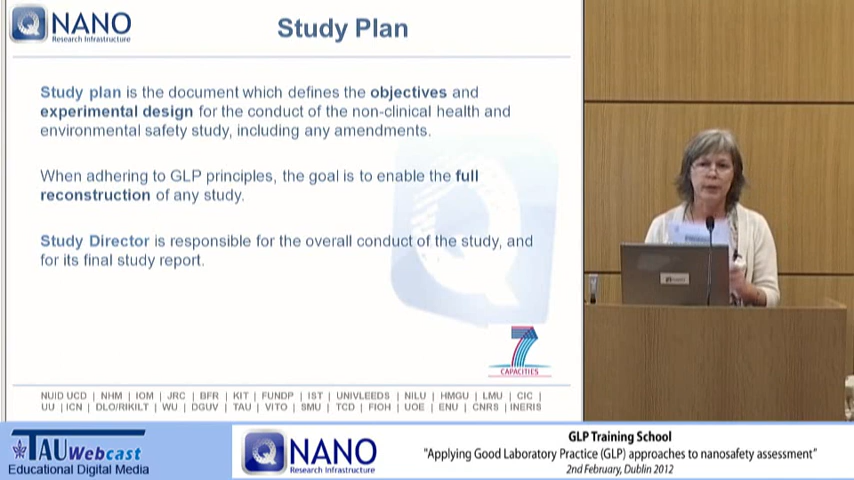 QNANO
Research Infrastructure
Study Plan
Study plan is the document which defines the objectives and
experimental design for the conduct of the non-clinical health and
environmental safety study, including any amendments.
When adhering to GLP principles, the goal is to enable the full
reconstruction of any study.
Study Director is responsible for the overall conduct of the study, and
for its final study report.
7
CAPACITIES
NUID UCD | NHM | IOM | JRC | BFR | KIT | FUNDP | IST | UNIVLEEDS | NILU | HMGU | LMU | CIC |
UU | ICN | DLO/RIKILT | WU | DGUV | TAU | VITO | SMU | TCD | FIOH | UOE | ENU | CNRS | INERIS
TAU Webcast
Educational Digital Media
QNANO
Research Infrastructure
GLP Training School
"Applying Good Laboratory Practice (GLP) approaches to nanosafety assessment"
2nd February, Dublin 2012